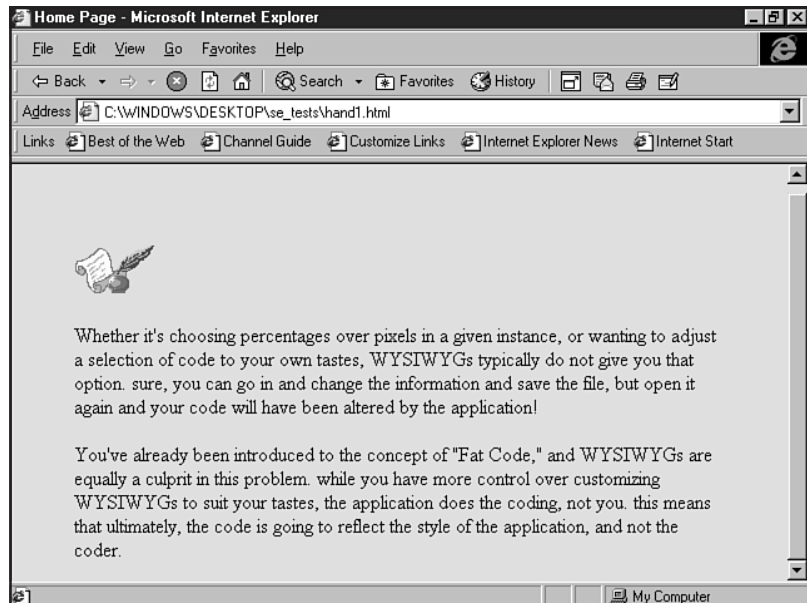 Home Page - Microsoft Internet Explorer
File Edit View Go Favorites Help
Back Search Favorites History
Address C:\WINDOWS\DESKTOP\se_tests\hand1.html
Links Best of the Web Channel Guide Customize Links Internet Explorer News Internet Start
Whether it's choosing percentages over pixels in a given instance, or wanting to adjust
a selection of code to your own tastes, WYSIWYGs typically do not give you that
option. sure, you can go in and change the information and save the file, but open it
again and your code will have been altered by the application!
You've already been introduced to the concept of "Fat Code," and WYSIWYGs are
equally a culprit in this problem. while you have more control over customizing
WYSIWYGs to suit your tastes, the application does the coding, not you. this means
that ultimately, the code is going to reflect the style of the application, and not the
coder.
My Computer